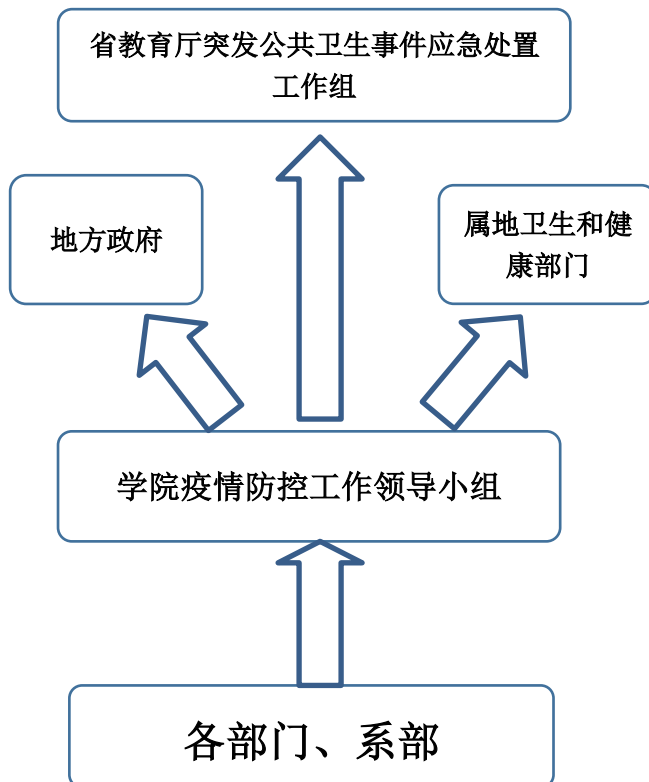 省教育厅突发公共卫生事件应急处置
工作组
地方政府
属地卫生和健
康部门
学院疫情防控工作领导小组
各部门、系部